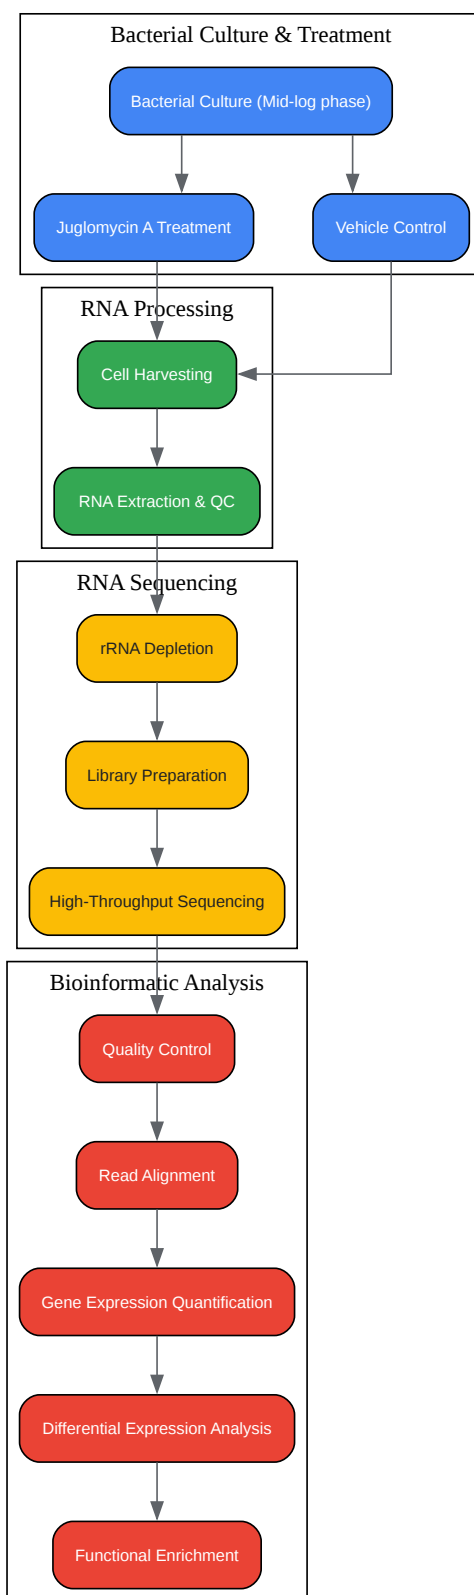 Bacterial Culture & Treatment
Bacterial Culture (Mid-log phase)
Juglomycin A Treatment
Vehicle Control
RNA Processing
Cell Harvesting
RNA Extraction & QC
RNA Sequencing
rRNA Depletion
Library Preparation
High-Throughput Sequencing
Bioinformatic Analysis
Quality Control
Read Alignment
Gene Expression Quantification
Differential Expression Analysis
Functional Enrichment